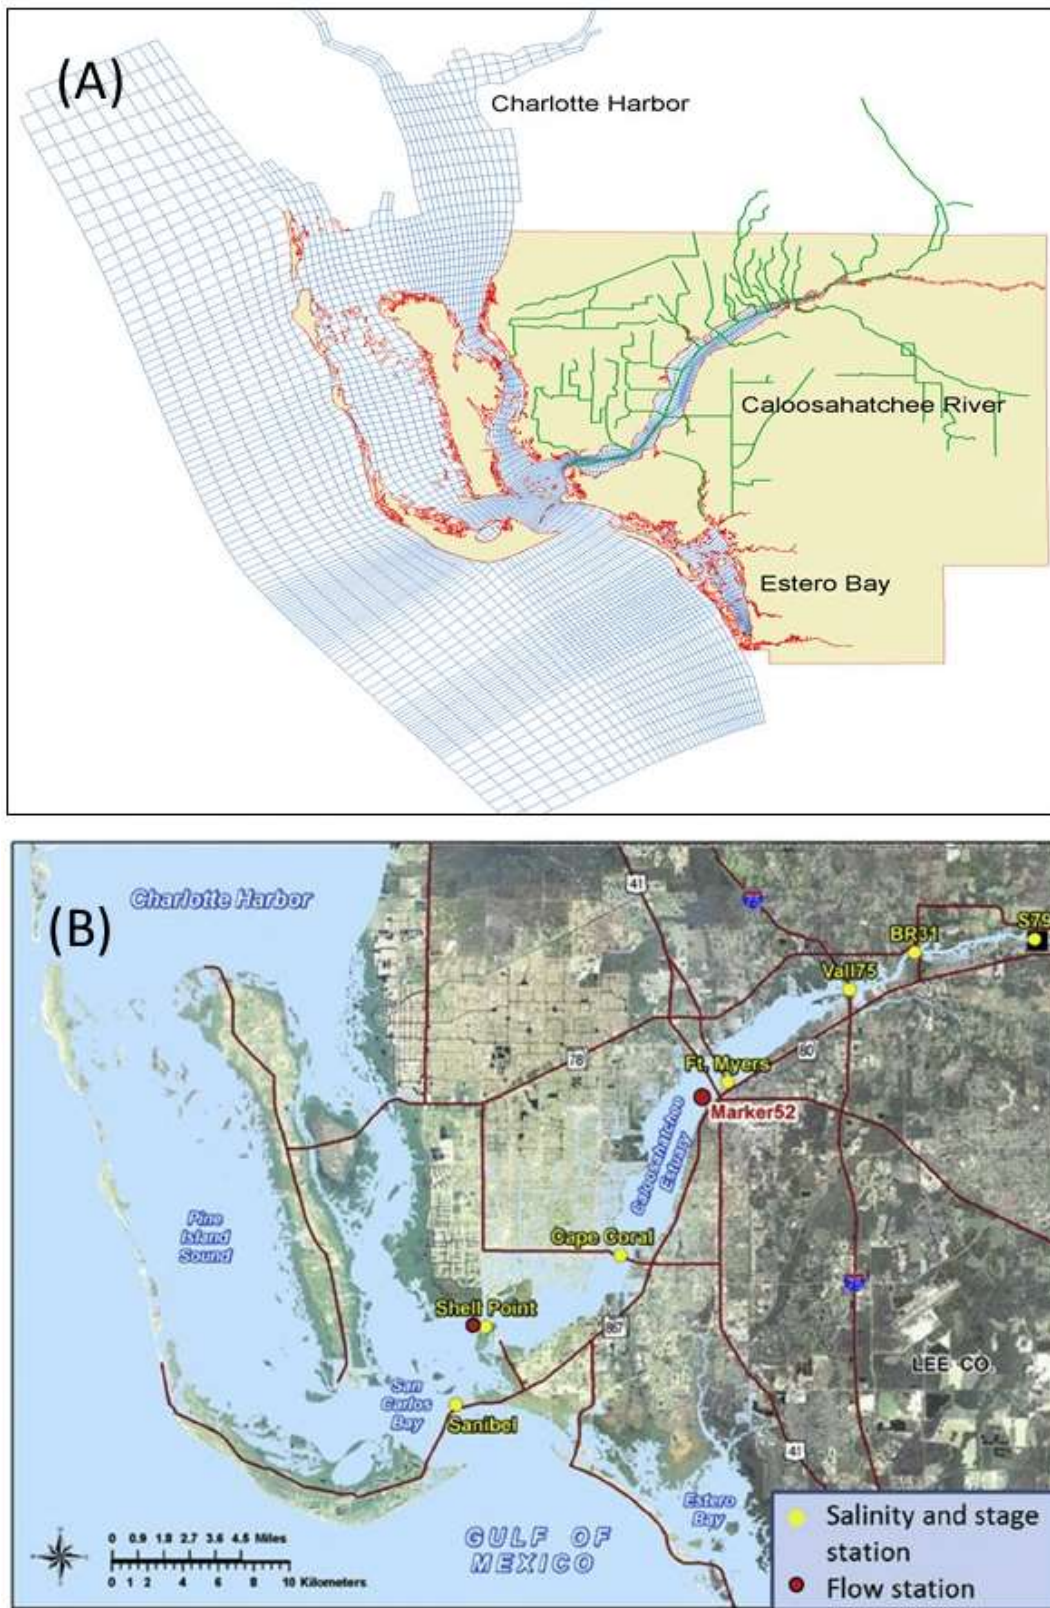 (A)
Charlotte Harbor
Caloosahatchee River
Estero Bay
(B)
Charlotte Harbor
41
75
S79
BR31
Vall75
78
80
Ft. Myers
Marker52
Caloosahatchee
Estuary
Pine
Island
Sound
Cape Coral
75
Shell Point
867
LEE CO.
San
Carlos
Bay
Sanibel
41
Estero
Bay
GULF OF
MEXICO
0 0.9 1.8 2.7 3.6 4.5 Miles
0 1 2 4 6 8 10 Kilometers
Salinity and stage
station
Flow station